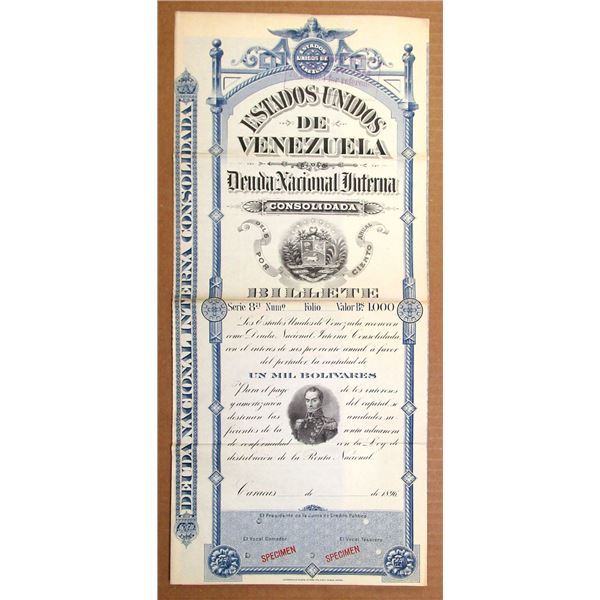 DEUDA NACIONAL INTERNA CONSOLIDADA
ESTADOS
UNIDOS DE
VENEZUELA
ESTADOS UNIDOS
DE
VENEZUELA
Deuda Nacional Interna
CONSOLIDADA
SEIS POR CIENTO ANUAL
BILLETE
Serie 8ª Numº Folio Valor Bs 1.000
Los Estados Unidos de Venezuela reconocen
como Deuda Nacional Interna Consolidada,
con el interés de seis por ciento anual a favor
del portador, la cantidad de
UN MIL BOLIVARES
Para el pago de los intereses
y amortización del capital se
destinan las unidades su
ficientes de la renta aduanera
de conformidad con la Ley de
distribución de la Renta Nacional.
Caracas de de 1896
El Presidente de la Junta de Crédito Público
El Vocal Contador El Vocal Tesorero
SPECIMEN SPECIMEN